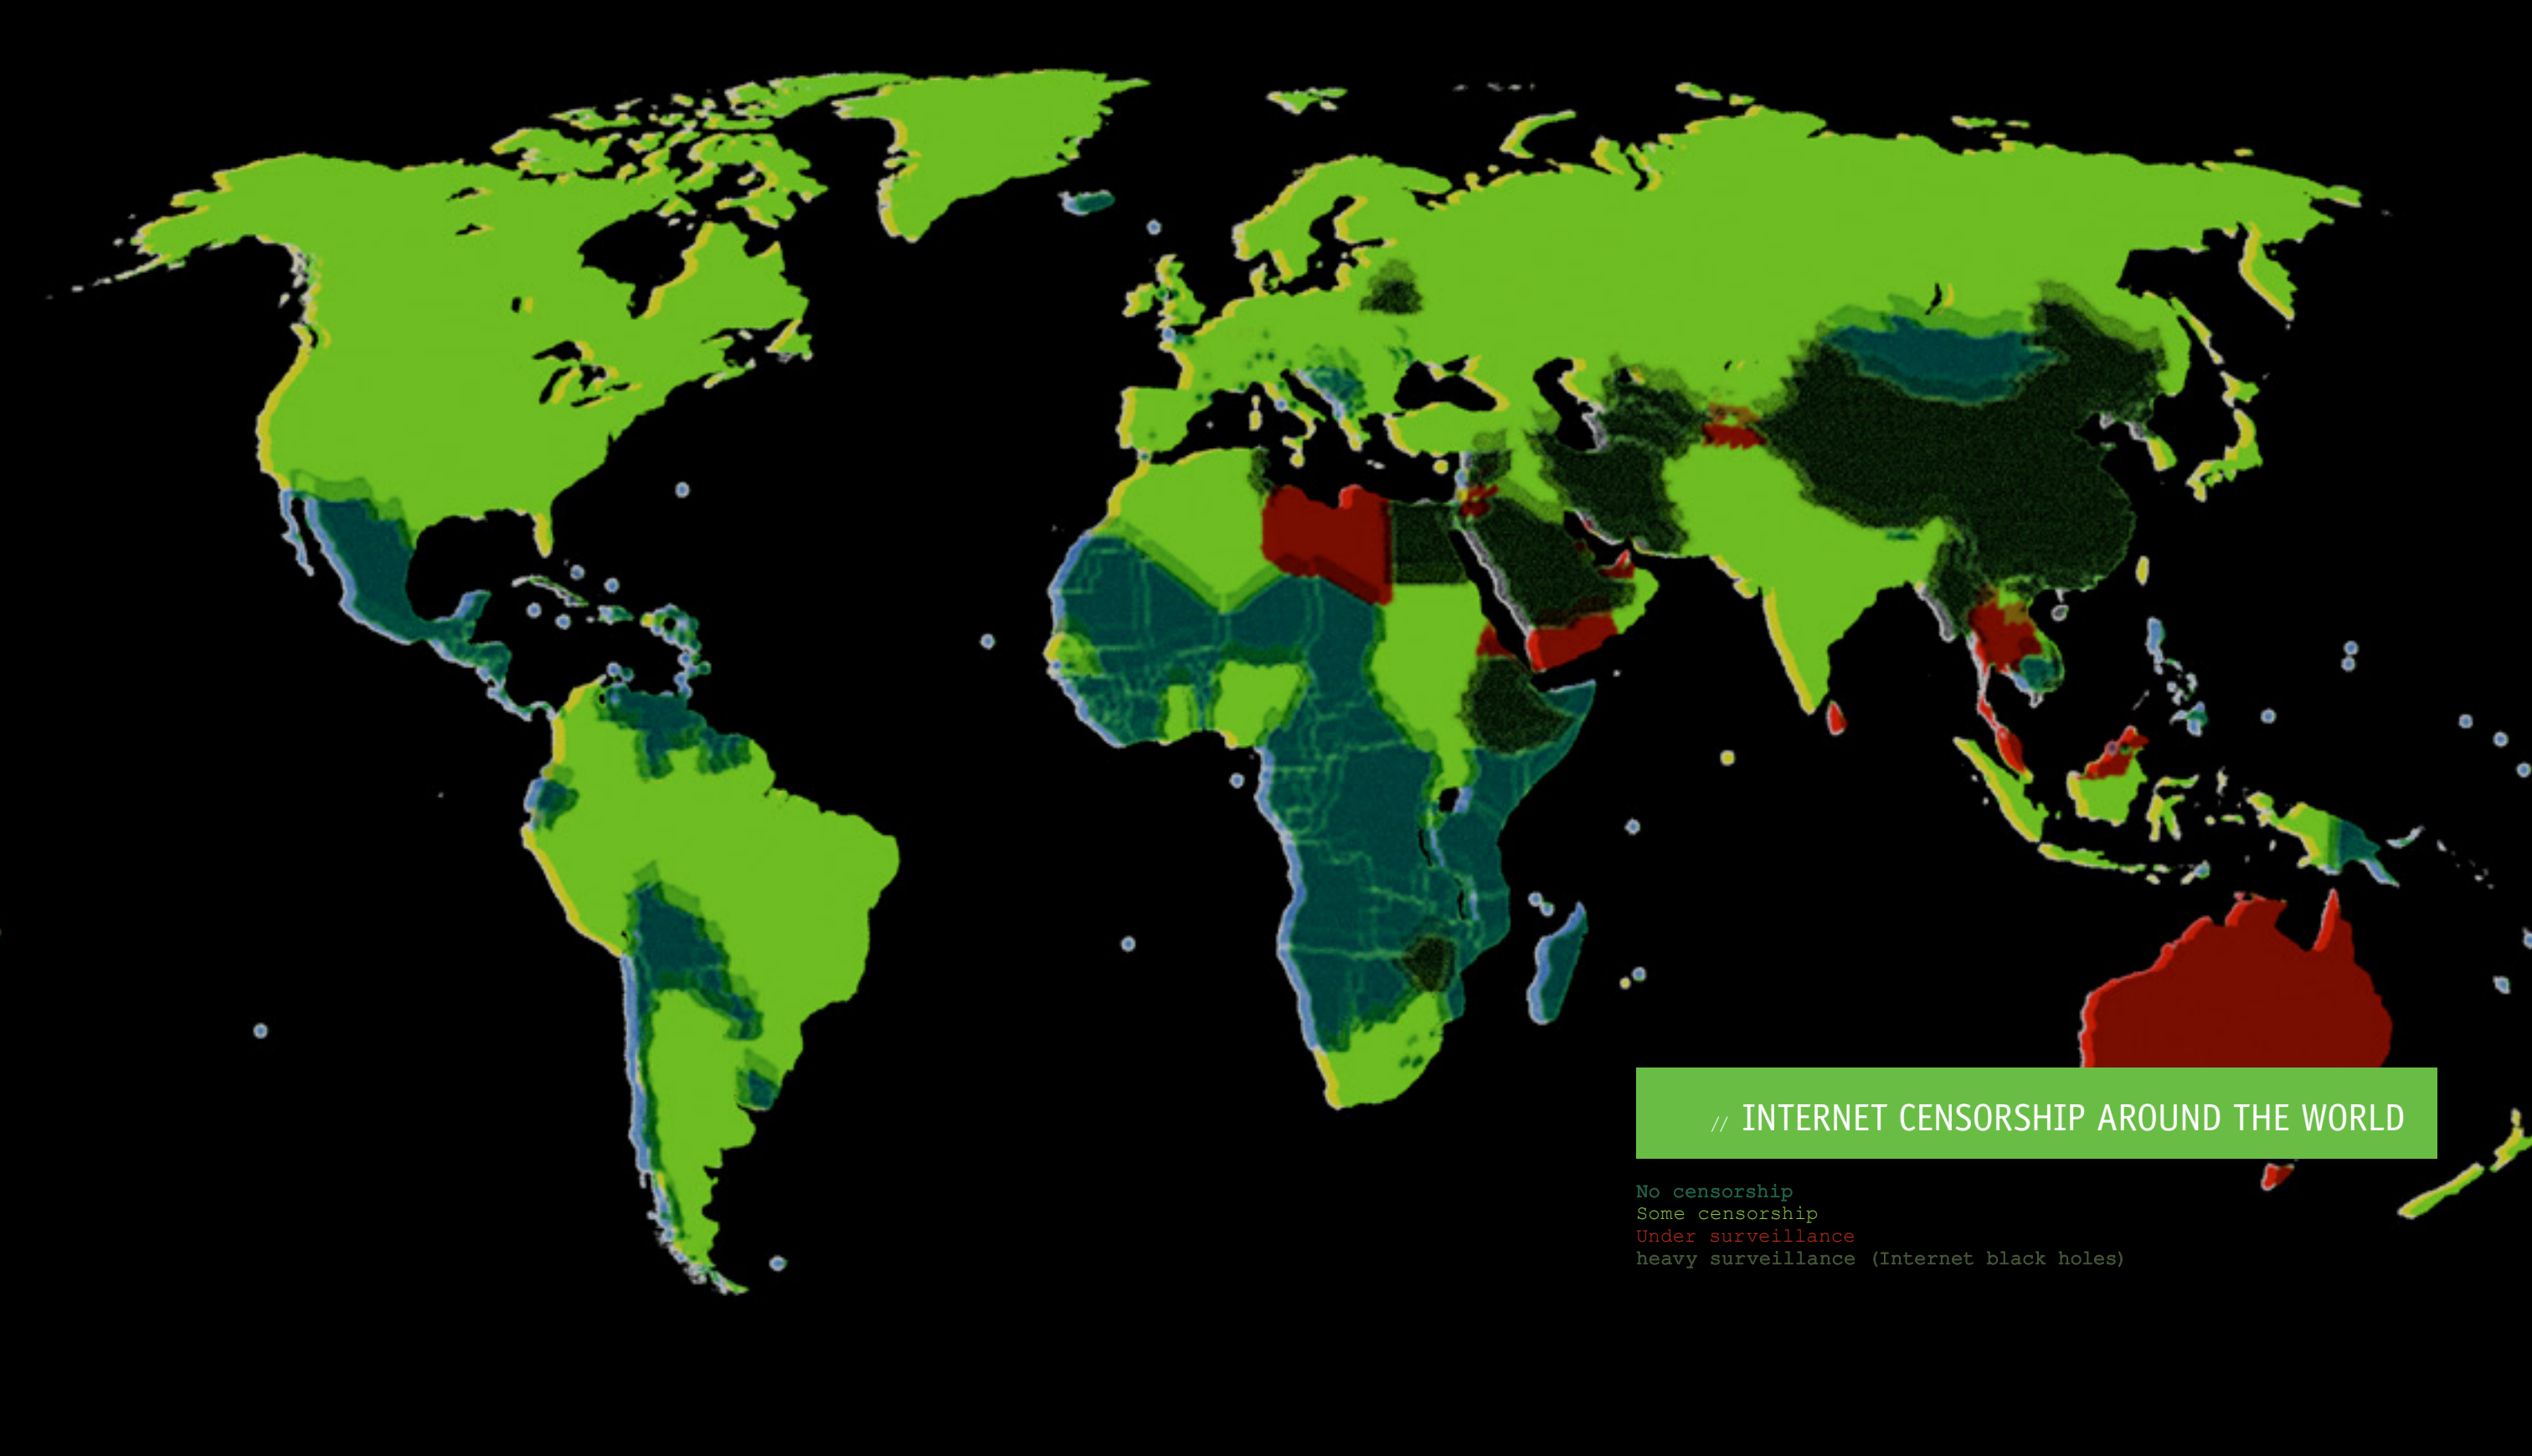 // INTERNET CENSORSHIP AROUND THE WORLD
No censorship
Some censorship
Under surveillance
heavy surveillance (Internet black holes)